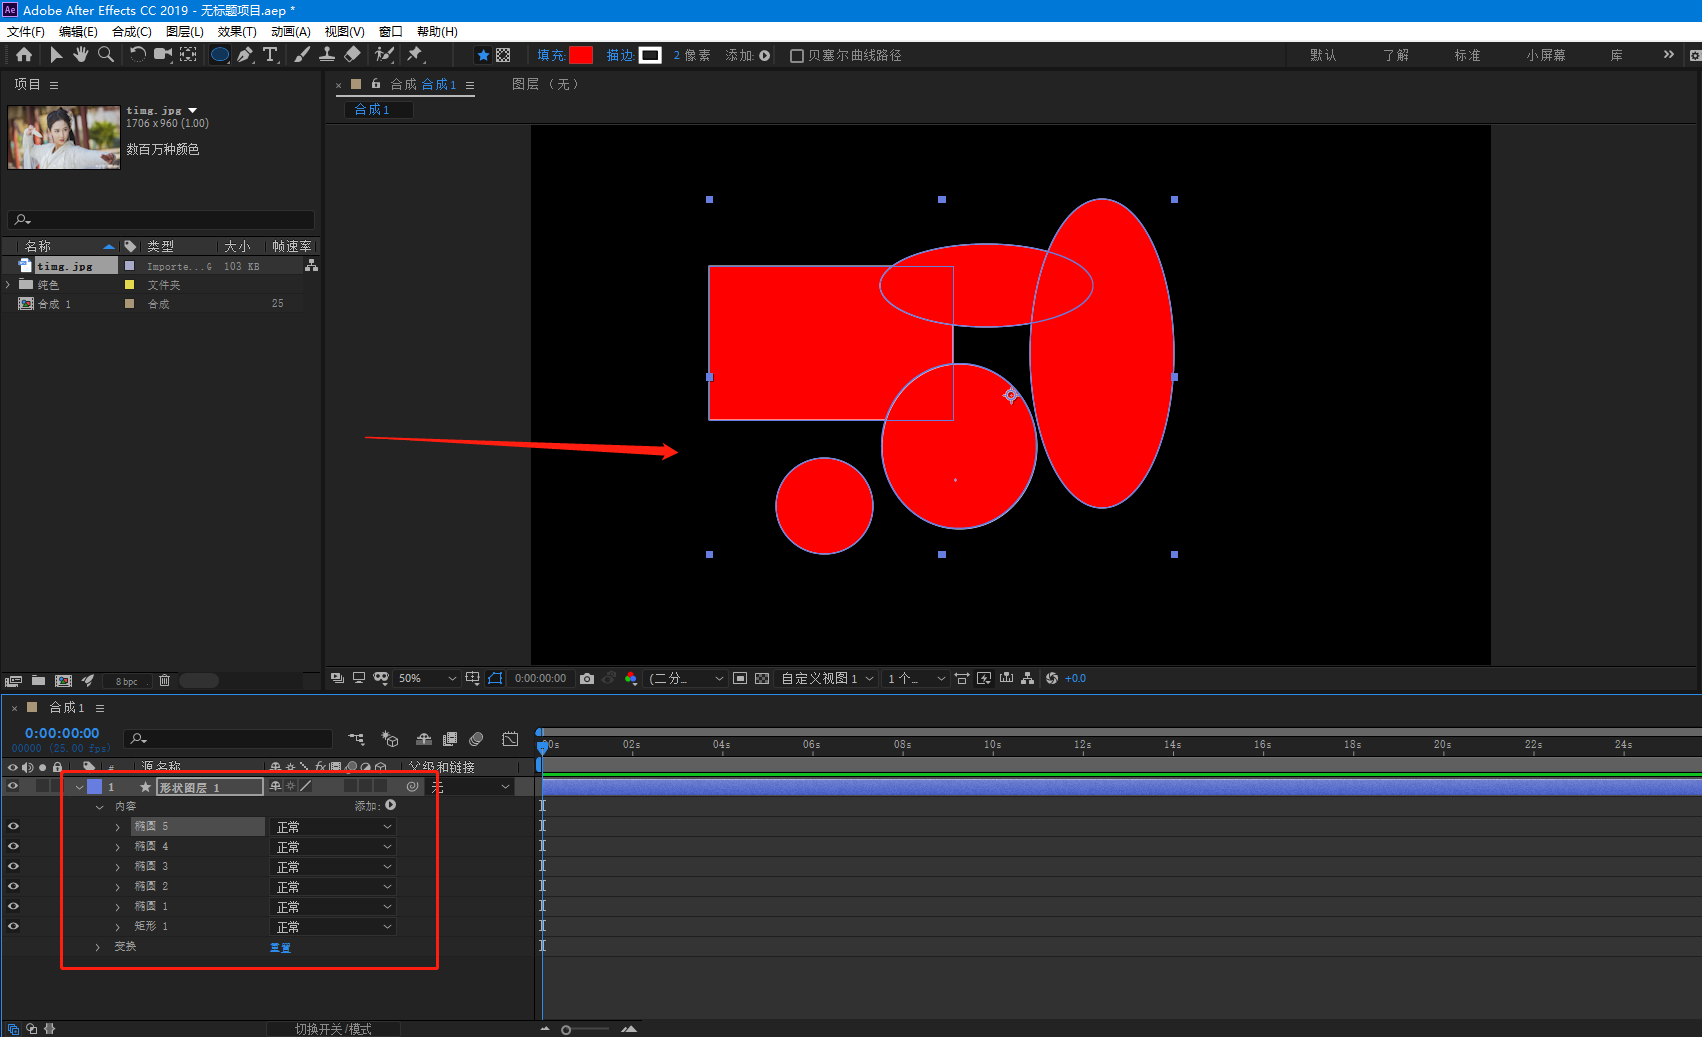 Ae Adobe After Effects CC 2019 - 无标题项目.aep *
文件(F) 编辑(E) 合成(C) 图层(L) 效果(T) 动画(A) 视图(V) 窗口 帮助(H)
填充: 描边: 2 像素 添加: 贝塞尔曲线路径 默认 了解 标准 小屏幕 库
项目
timg.jpg
1706 x 960 (1.00)
数百万种颜色
名称 类型 大小 帧速率
timg.jpg Importe...G 103 KB
纯色 文件夹
合成 1 合成 25
8 bpc
合成 合成 1 图层 (无)
合成 1
50% 0:00:00:00 (二分... 自定义视图 1 1 个... +0.0
合成 1
0:00:00:00
00000 (25.00 fps)
# 源名称 fx 父级和链接
:00s 02s 04s 06s 08s 10s 12s 14s 16s 18s 20s 22s 24s
1 形状图层 1 无
内容 添加:
椭圆 5 正常
椭圆 4 正常
椭圆 3 正常
椭圆 2 正常
椭圆 1 正常
矩形 1 正常
变换 重置
切换开关/模式